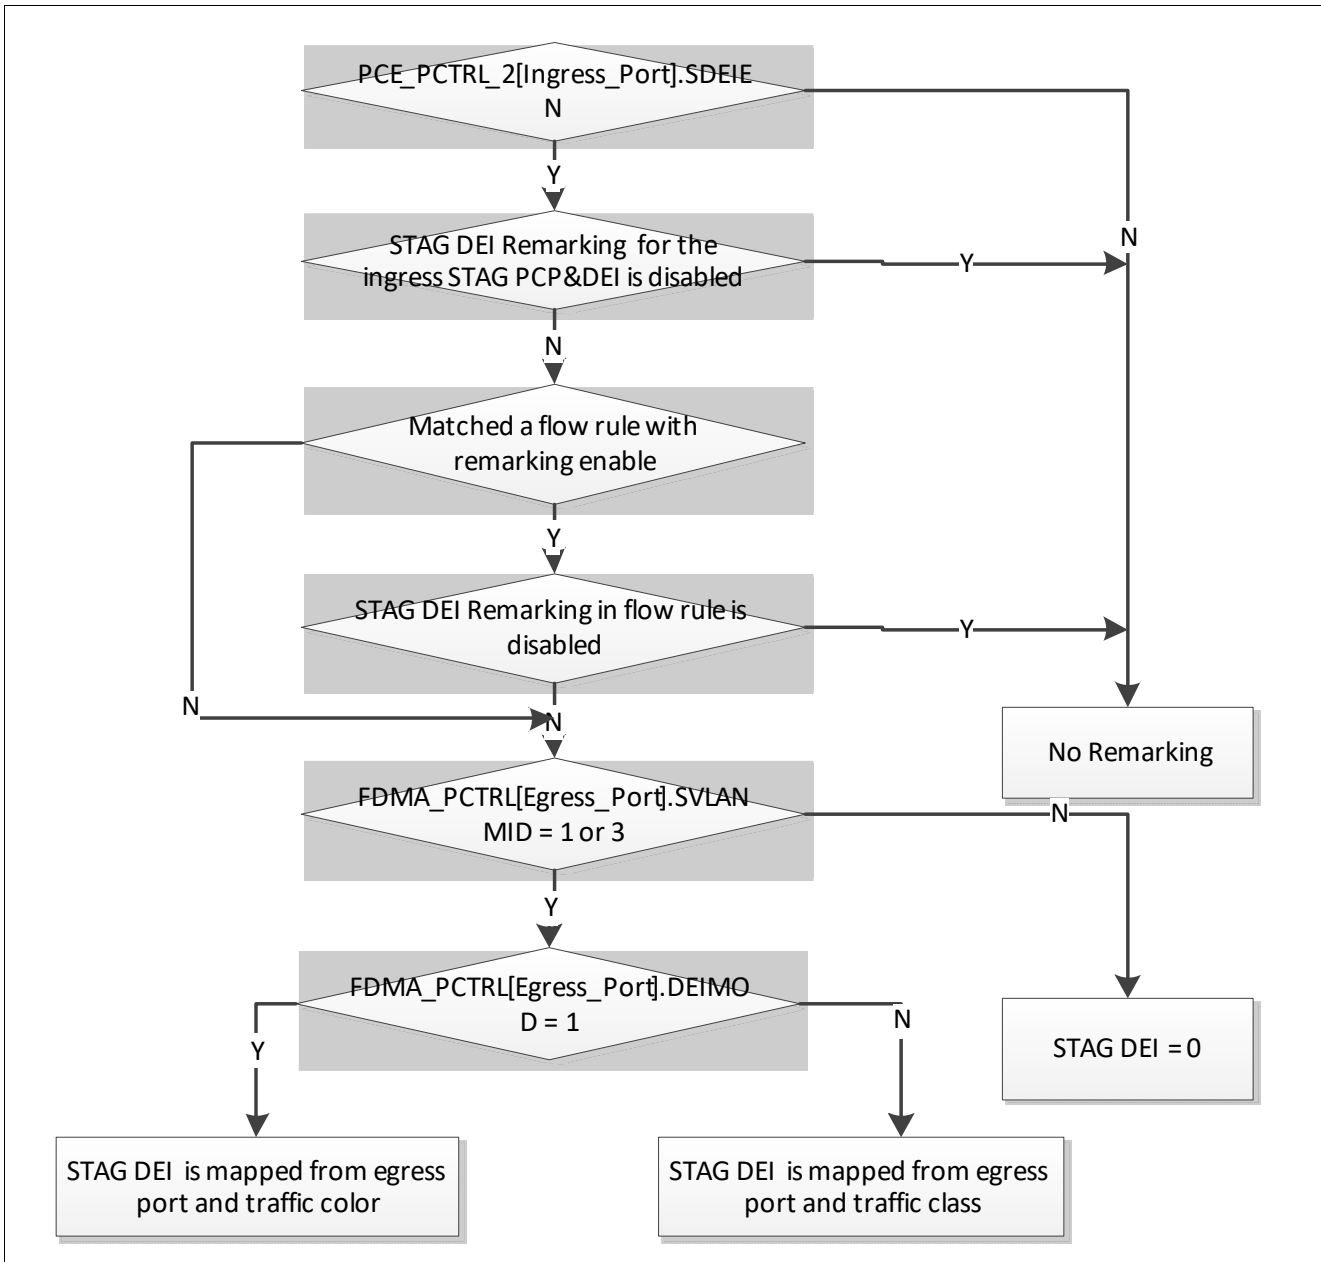 PCE_PCTRL_2[Ingress_Port].SDEIE
N
Y
N
STAG DEI Remarking for the
ingress STAG PCP&DEI is disabled
Y
N
Matched a flow rule with
remarking enable
Y
STAG DEI Remarking in flow rule is
disabled
Y
N
N
No Remarking
FDMA_PCTRL[Egress_Port].SVLAN
MID = 1 or 3
N
Y
FDMA_PCTRL[Egress_Port].DEIMO
D = 1
N
Y
STAG DEI = 0
STAG DEI is mapped from egress
port and traffic color
STAG DEI is mapped from egress
port and traffic class